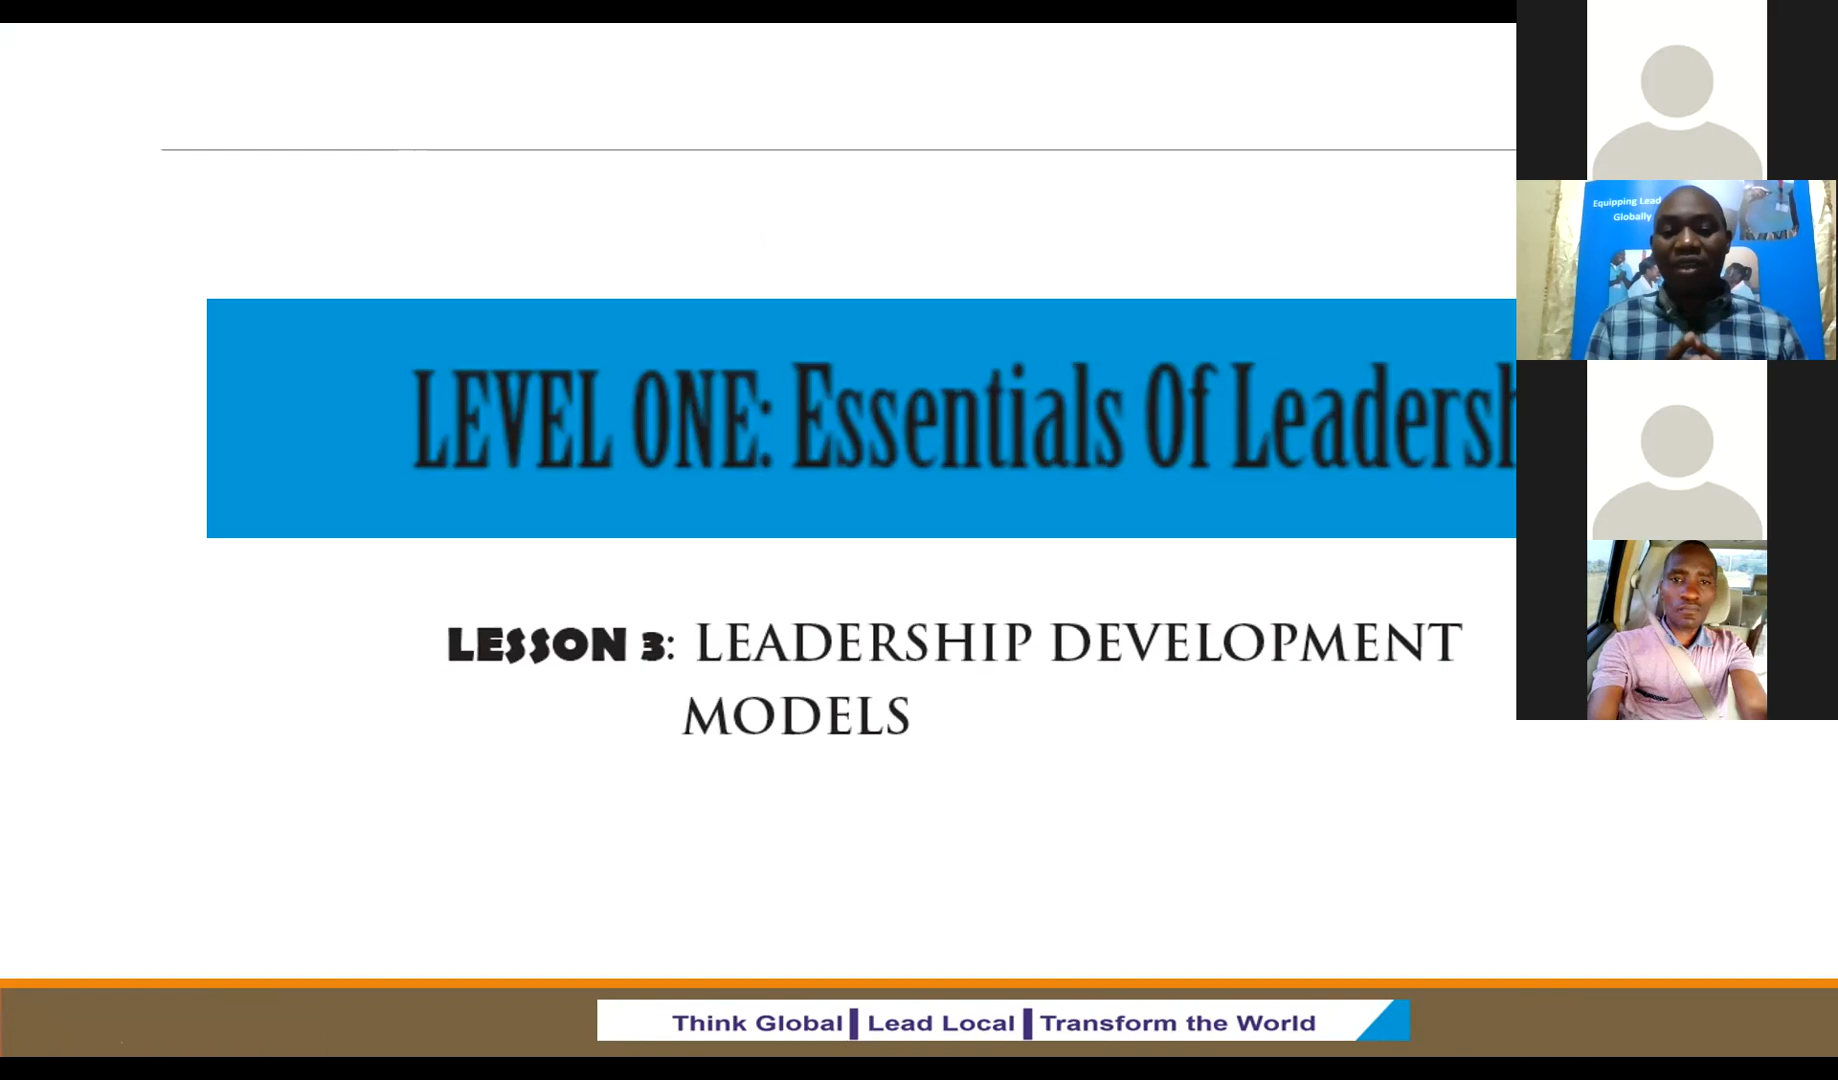 Equipping Lead
Globally
LEVEL ONE: Essentials Of Leadersh
LESSON 3: LEADERSHIP DEVELOPMENT
MODELS
Think Global | Lead Local | Transform the World